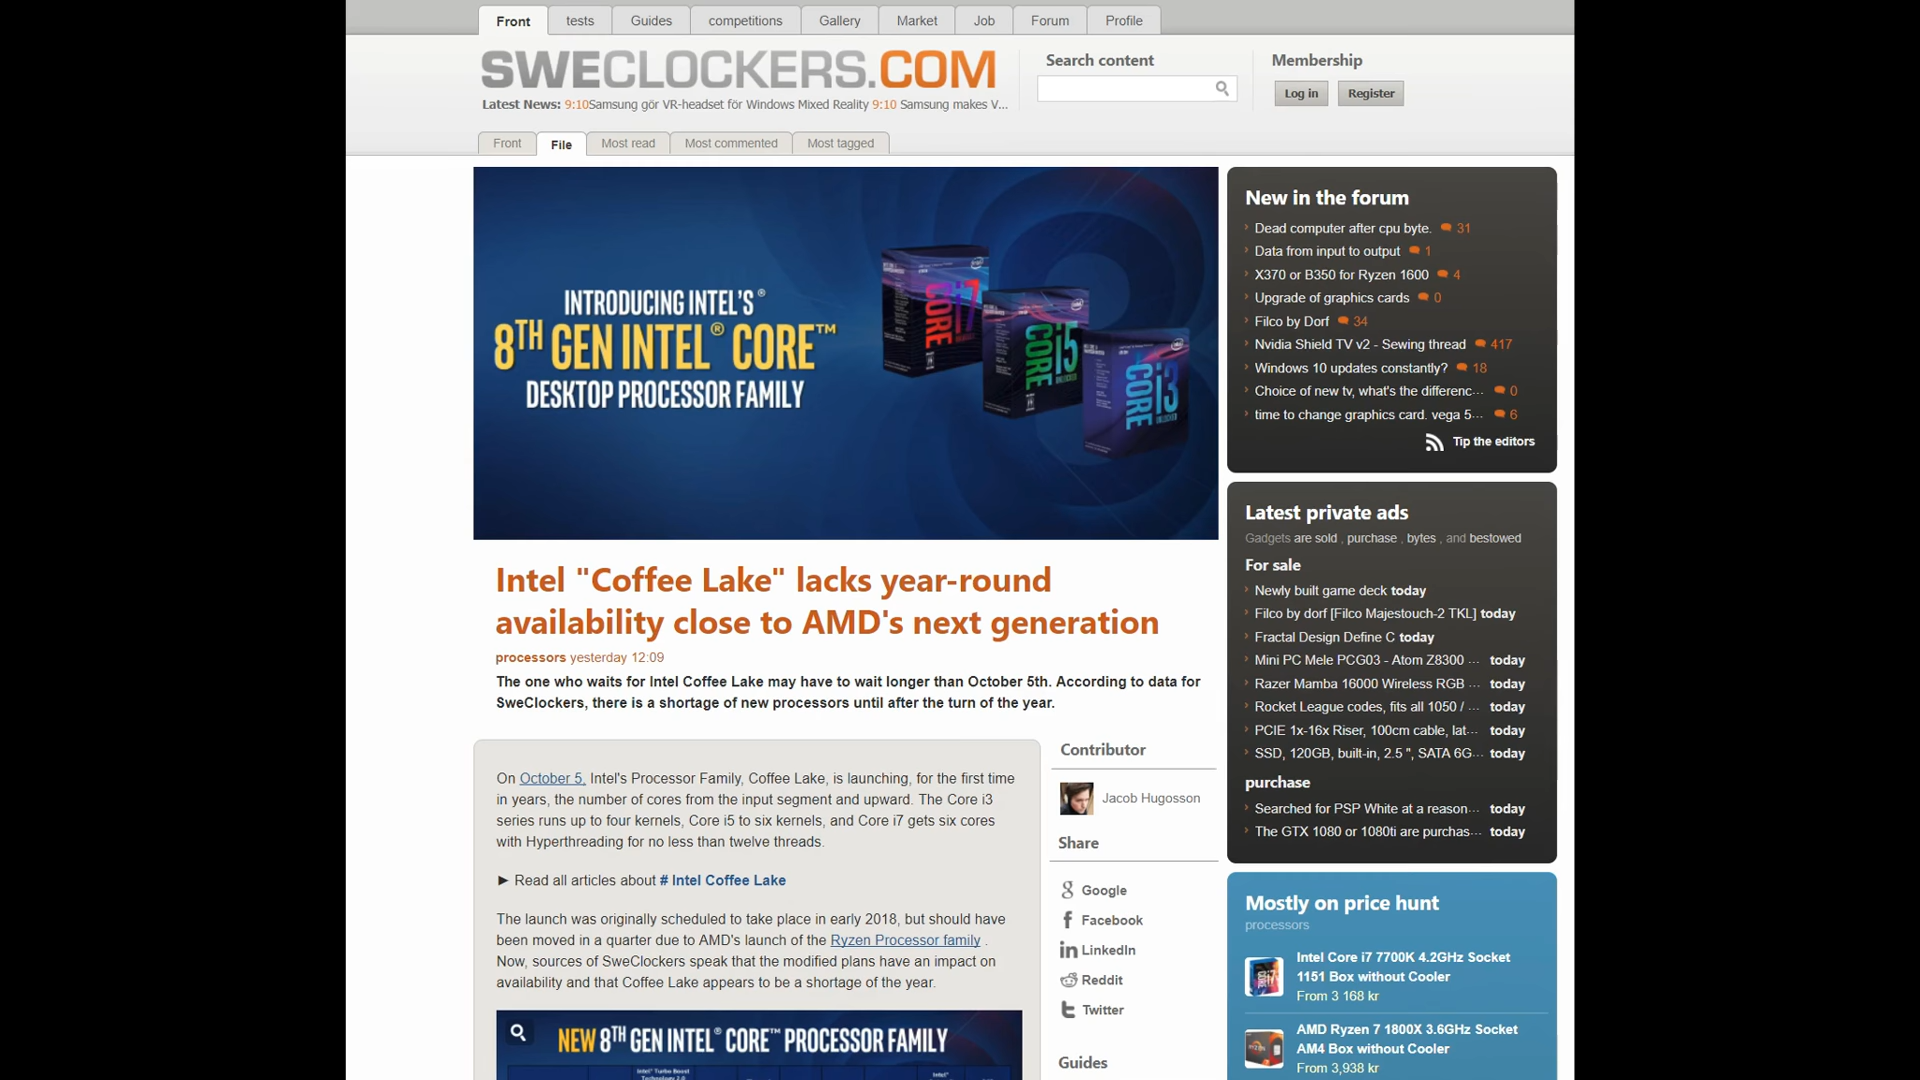 Front tests Guides competitions Gallery Market Job Forum Profile
SWECLOCKERS.COM
Latest News: 9:10Samsung gör VR-headset för Windows Mixed Reality 9:10 Samsung makes V...
Search content
Membership
Log in Register
Front File Most read Most commented Most tagged
INTRODUCING INTEL'S®
8TH GEN INTEL® CORE™
DESKTOP PROCESSOR FAMILY
CORE i7
CORE i5
UNLOCKED
CORE i3
UNLOCKED
Intel "Coffee Lake" lacks year-round
availability close to AMD's next generation
processors yesterday 12:09
The one who waits for Intel Coffee Lake may have to wait longer than October 5th. According to data for
SweClockers, there is a shortage of new processors until after the turn of the year.
On October 5, Intel's Processor Family, Coffee Lake, is launching, for the first time
in years, the number of cores from the input segment and upward. The Core i3
series runs up to four kernels, Core i5 to six kernels, and Core i7 gets six cores
with Hyperthreading for no less than twelve threads.
► Read all articles about # Intel Coffee Lake
The launch was originally scheduled to take place in early 2018, but should have
been moved in a quarter due to AMD's launch of the Ryzen Processor family .
Now, sources of SweClockers speak that the modified plans have an impact on
availability and that Coffee Lake appears to be a shortage of the year.
NEW 8TH GEN INTEL® CORE™ PROCESSOR FAMILY
Intel® Turbo Boost
Technology 2.0
Intel®
Contributor
Jacob Hugosson
Share
Google
Facebook
LinkedIn
Reddit
Twitter
Guides
New in the forum
Dead computer after cpu byte. 31
Data from input to output 1
X370 or B350 for Ryzen 1600 4
Upgrade of graphics cards 0
Filco by Dorf 34
Nvidia Shield TV v2 - Sewing thread 417
Windows 10 updates constantly? 18
Choice of new tv, what's the differenc... 0
time to change graphics card. vega 5... 6
Tip the editors
Latest private ads
Gadgets are sold , purchase , bytes , and bestowed
For sale
Newly built game deck today
Filco by dorf [Filco Majestouch-2 TKL] today
Fractal Design Define C today
Mini PC Mele PCG03 - Atom Z8300 ... today
Razer Mamba 16000 Wireless RGB ... today
Rocket League codes, fits all 1050 / ... today
PCIE 1x-16x Riser, 100cm cable, lat... today
SSD, 120GB, built-in, 2.5 ", SATA 6G... today
purchase
Searched for PSP White at a reason... today
The GTX 1080 or 1080ti are purchas... today
Mostly on price hunt
processors
Intel Core i7 7700K 4.2GHz Socket
1151 Box without Cooler
From 3 168 kr
AMD Ryzen 7 1800X 3.6GHz Socket
AM4 Box without Cooler
From 3,938 kr